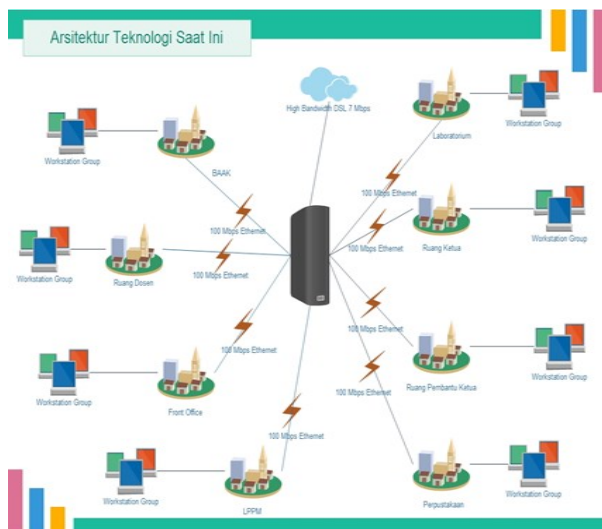 Arsitektur Teknologi Saat Ini
High Bandwidth DSL 7 Mbps
Workstation Group
BAAK
100 Mbps Ethernet
Laboratorium
Workstation Group
100 Mbps Ethernet
Workstation Group
Ruang Dosen
100 Mbps Ethernet
100 Mbps Ethernet
Ruang Ketua
Workstation Group
Workstation Group
Front Office
100 Mbps Ethernet
100 Mbps Ethernet
Ruang Pembantu Ketua
Workstation Group
Workstation Group
LPPM
100 Mbps Ethernet
100 Mbps Ethernet
Perpustakaan
Workstation Group